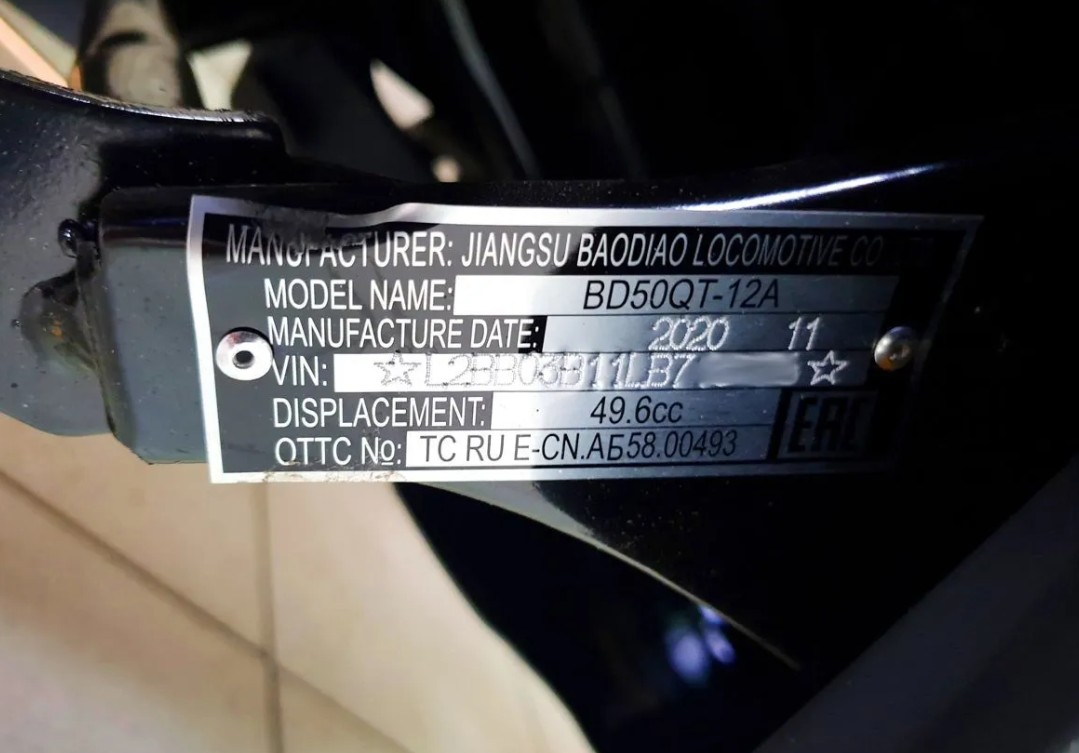 MANUFACTURER: JIANGSU BAODIAO LOCOMOTIVE CO
MODEL NAME: BD50QT-12A
MANUFACTURE DATE: 2020 11
VIN: ☆L2BB03B11LB7 ☆
DISPLACEMENT: 49.6cc
OTTC №: TC RU E-CN.АБ58.00493
EAC